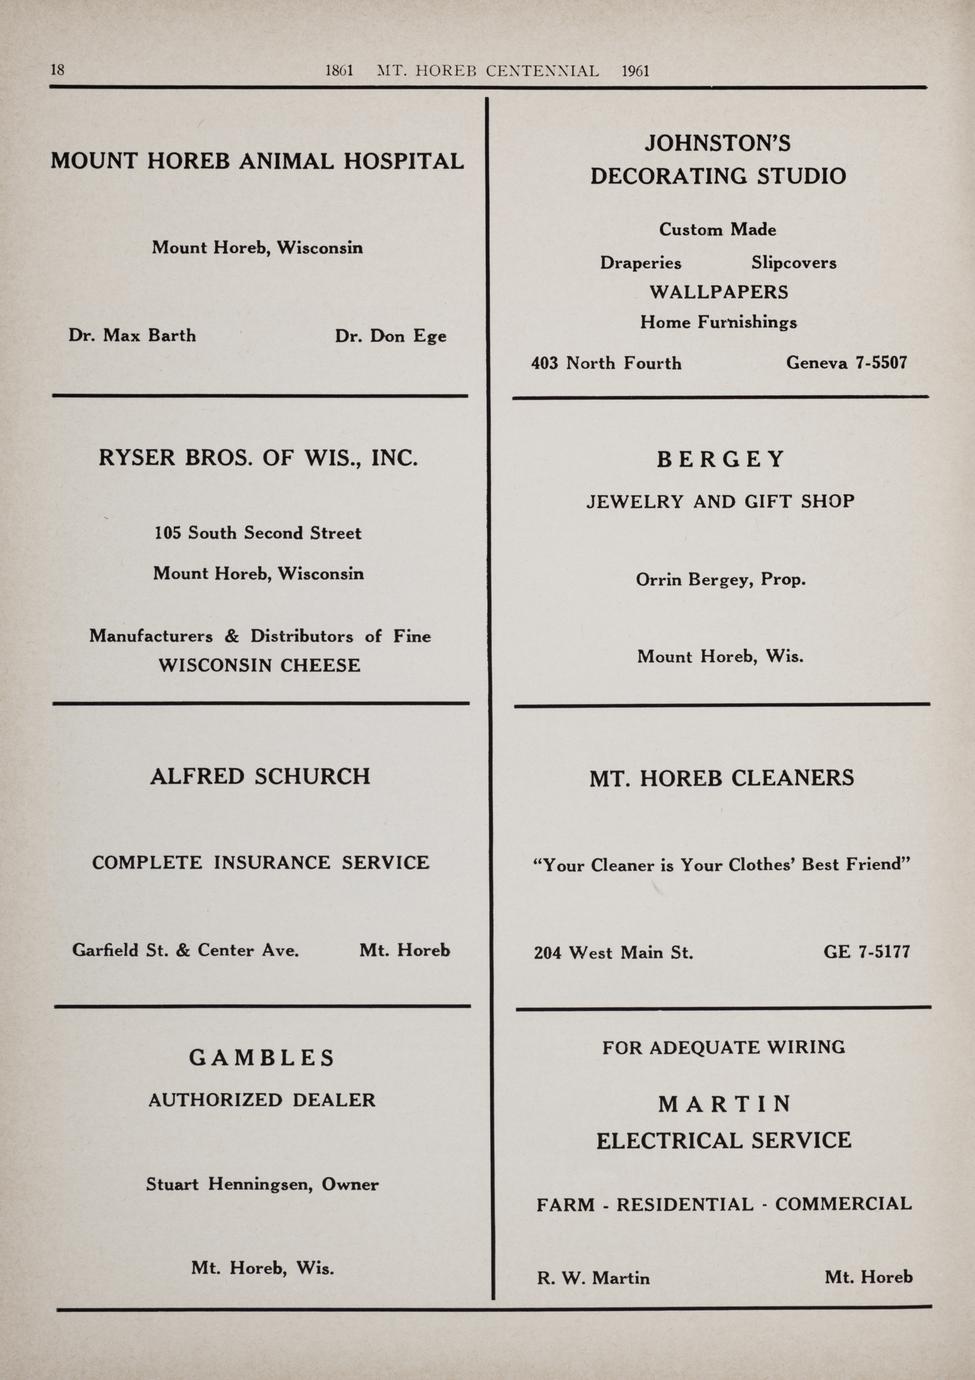 18 1861 MT. HOREB CENTENNIAL 1961
MOUNT HOREB ANIMAL HOSPITAL
Mount Horeb, Wisconsin
Dr. Max Barth Dr. Don Ege
RYSER BROS. OF WIS., INC.
105 South Second Street
Mount Horeb, Wisconsin
Manufacturers & Distributors of Fine
WISCONSIN CHEESE
ALFRED SCHURCH
COMPLETE INSURANCE SERVICE
Garfield St. & Center Ave. Mt. Horeb
GAMBLES
AUTHORIZED DEALER
Stuart Henningsen, Owner
Mt. Horeb, Wis.
JOHNSTON'S
DECORATING STUDIO
Custom Made
Draperies Slipcovers
WALLPAPERS
Home Furnishings
403 North Fourth Geneva 7-5507
BERGEY
JEWELRY AND GIFT SHOP
Orrin Bergey, Prop.
Mount Horeb, Wis.
MT. HOREB CLEANERS
“Your Cleaner is Your Clothes’ Best Friend”
204 West Main St. GE 7-5177
FOR ADEQUATE WIRING
MARTIN
ELECTRICAL SERVICE
FARM - RESIDENTIAL - COMMERCIAL
R. W. Martin Mt. Horeb